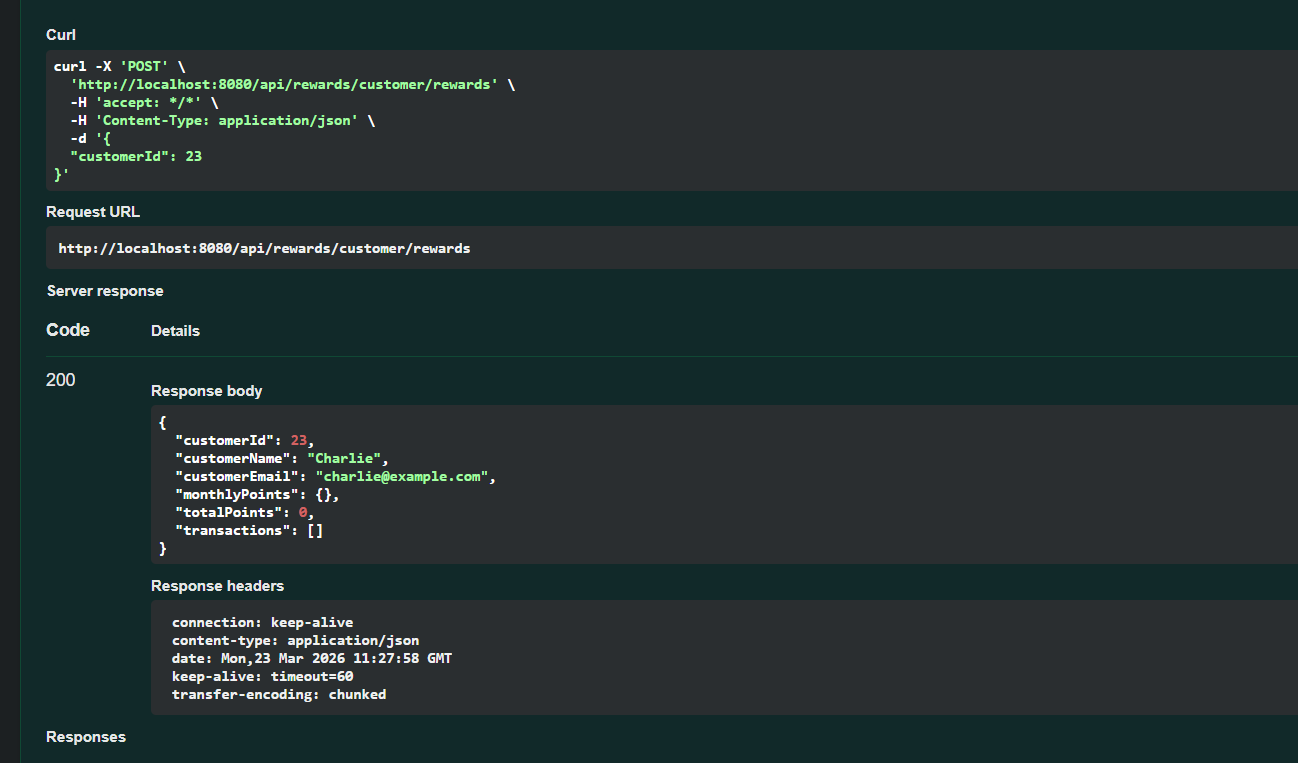 Curl
curl -X 'POST' \
  'http://localhost:8080/api/rewards/customer/rewards' \
  -H 'accept: */*' \
  -H 'Content-Type: application/json' \
  -d '{
  "customerId": 23
}'
Request URL
http://localhost:8080/api/rewards/customer/rewards
Server response
Code Details
200
Response body
{
  "customerId": 23,
  "customerName": "Charlie",
  "customerEmail": "charlie@example.com",
  "monthlyPoints": {},
  "totalPoints": 0,
  "transactions": []
}
Response headers
connection: keep-alive
content-type: application/json
date: Mon,23 Mar 2026 11:27:58 GMT
keep-alive: timeout=60
transfer-encoding: chunked
Responses